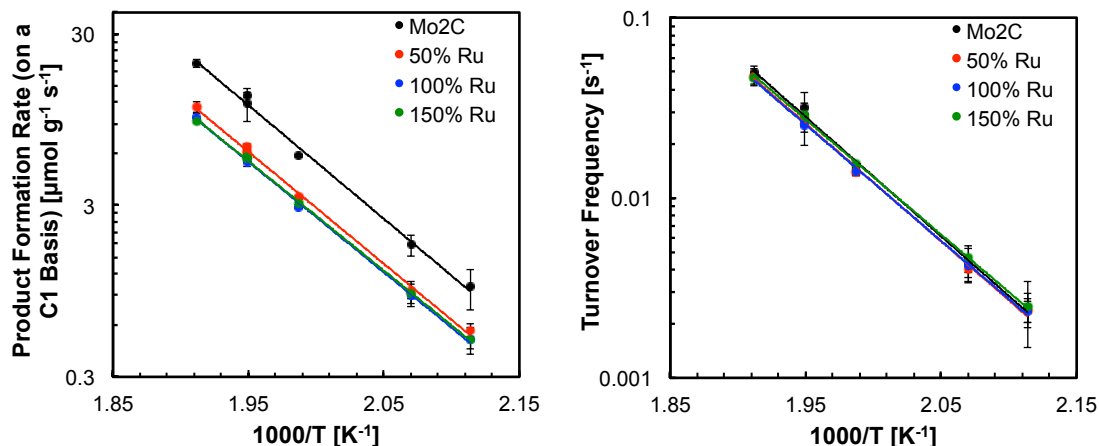 Product Formation Rate (on a
C1 Basis) [μmol g⁻¹ s⁻¹]
30
3
0.3
Mo2C
50% Ru
100% Ru
150% Ru
1.85
1.95
2.05
2.15
1000/T [K⁻¹]
Turnover Frequency [s⁻¹]
0.1
0.01
0.001
Mo2C
50% Ru
100% Ru
150% Ru
1.85
1.95
2.05
2.15
1000/T [K⁻¹]